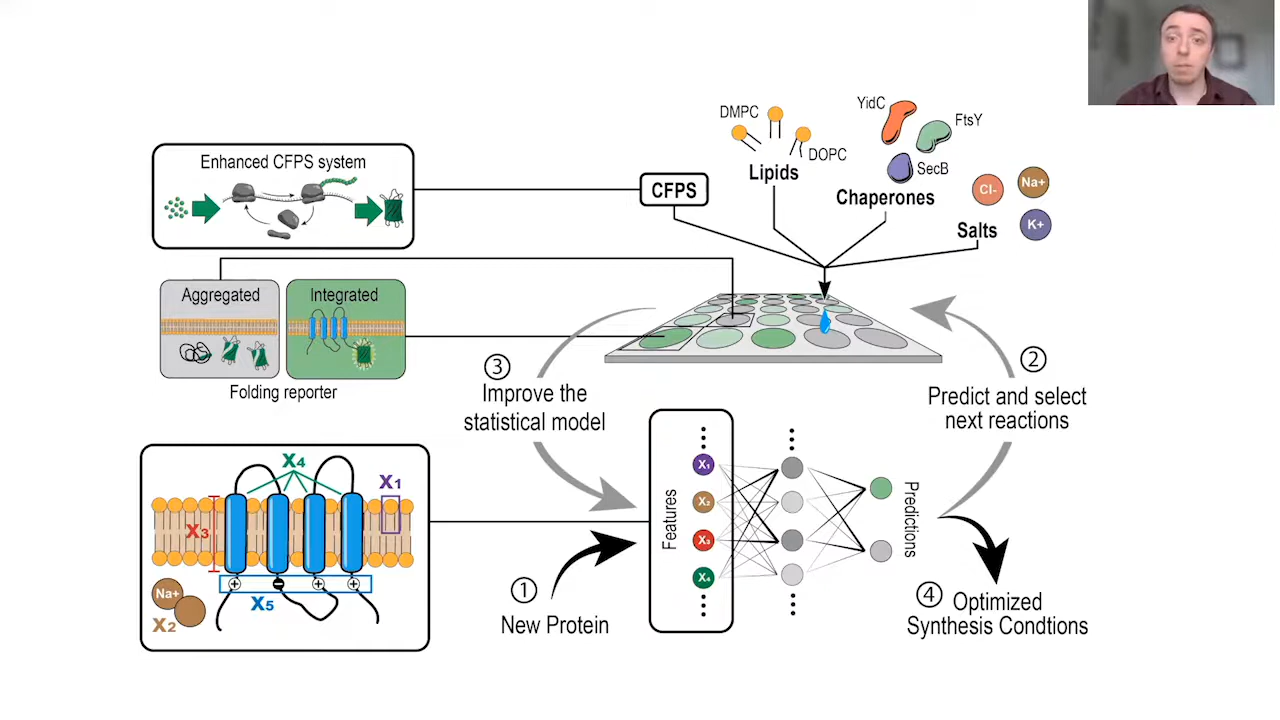 Enhanced CFPS system
CFPS
DMPC
DOPC
Lipids
YidC
FtsY
SecB
Chaperones
Cl-
Na+
K+
Salts
Aggregated
Integrated
Folding reporter
③
Improve the
statistical model
②
Predict and select
next reactions
X₄
X₁
X₃
Na+
X₂
X₅
+
−
+
+
①
New Protein
Features
X₁
X₂
X₃
X₄
Predictions
④ Optimized
Synthesis Condtions